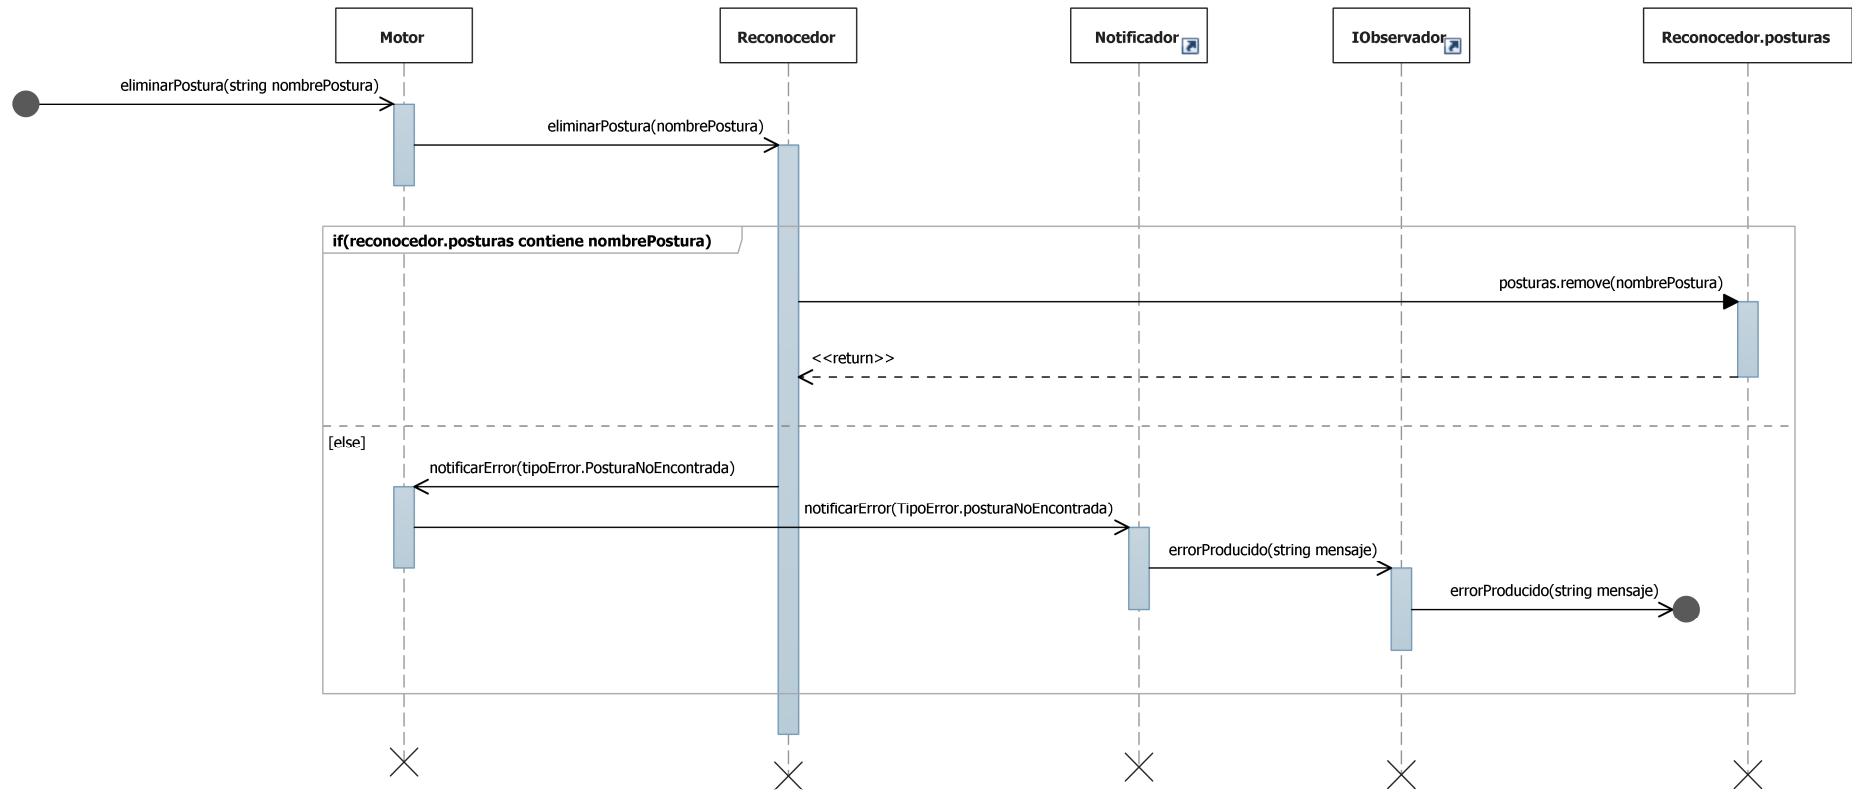 Motor
Reconocedor
Notificador
IObservador
Reconocedor.posturas
eliminarPostura(string nombrePostura)
eliminarPostura(nombrePostura)
if(reconocedor.posturas contiene nombrePostura)
posturas.remove(nombrePostura)
<<return>>
[else]
notificarError(tipoError.PosturaNoEncontrada)
notificarError(TipoError.posturaNoEncontrada)
errorProducido(string mensaje)
errorProducido(string mensaje)